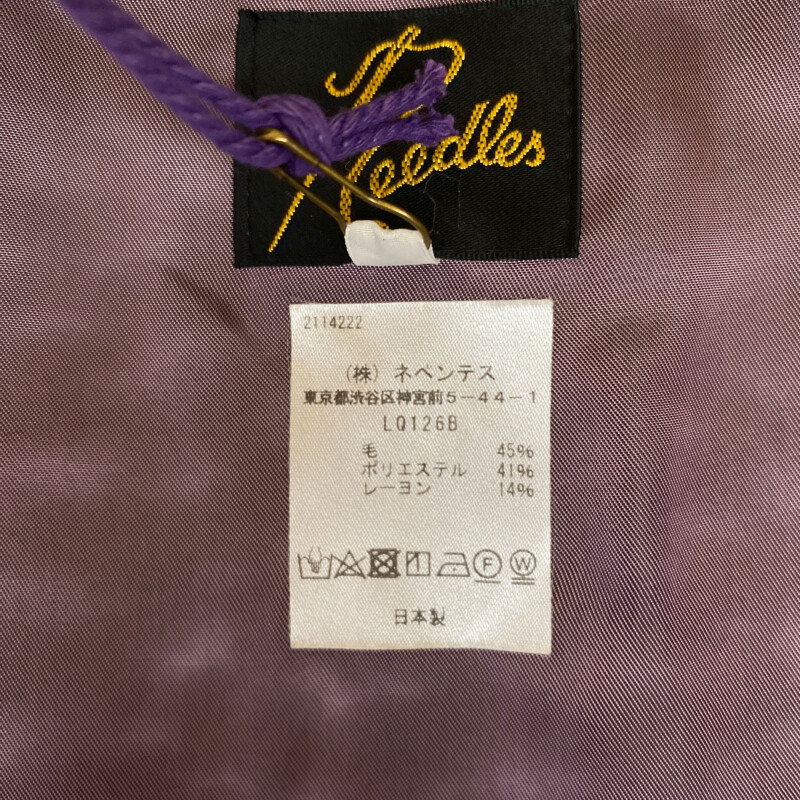 Needles
2114222
(株) ネペンテス
東京都渋谷区神宮前5-44-1
LQ126B
毛 45%
ポリエステル 41%
レーヨン 14%
F W
日本製